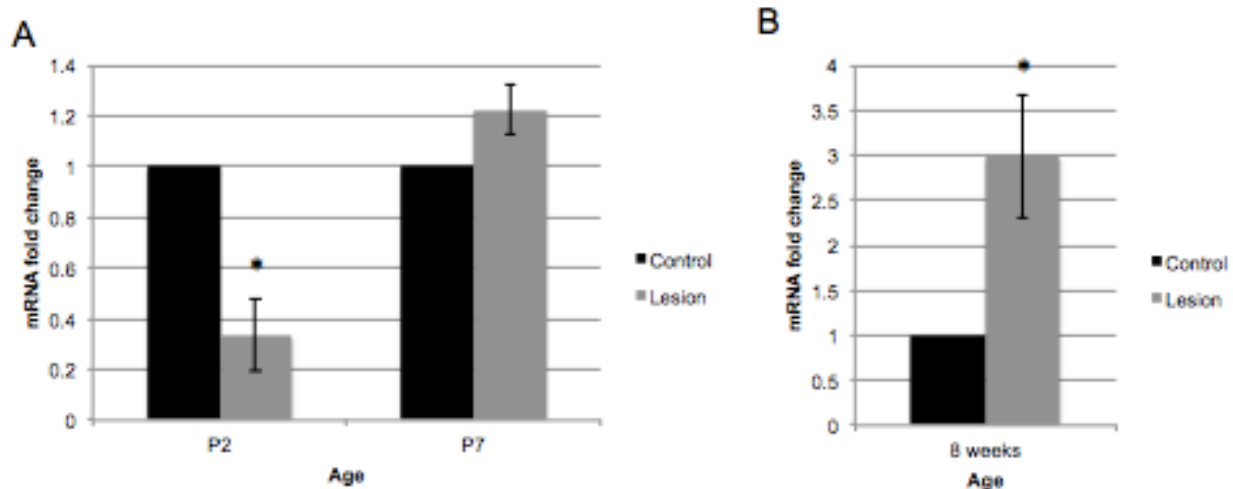 A
mRNA fold change
1.4
1.2
1
0.8
0.6
0.4
0.2
0
*
P2
P7
Age
Control
Lesion
B
mRNA fold change
4
3.5
3
2.5
2
1.5
1
0.5
0
*
8 weeks
Age
Control
Lesion